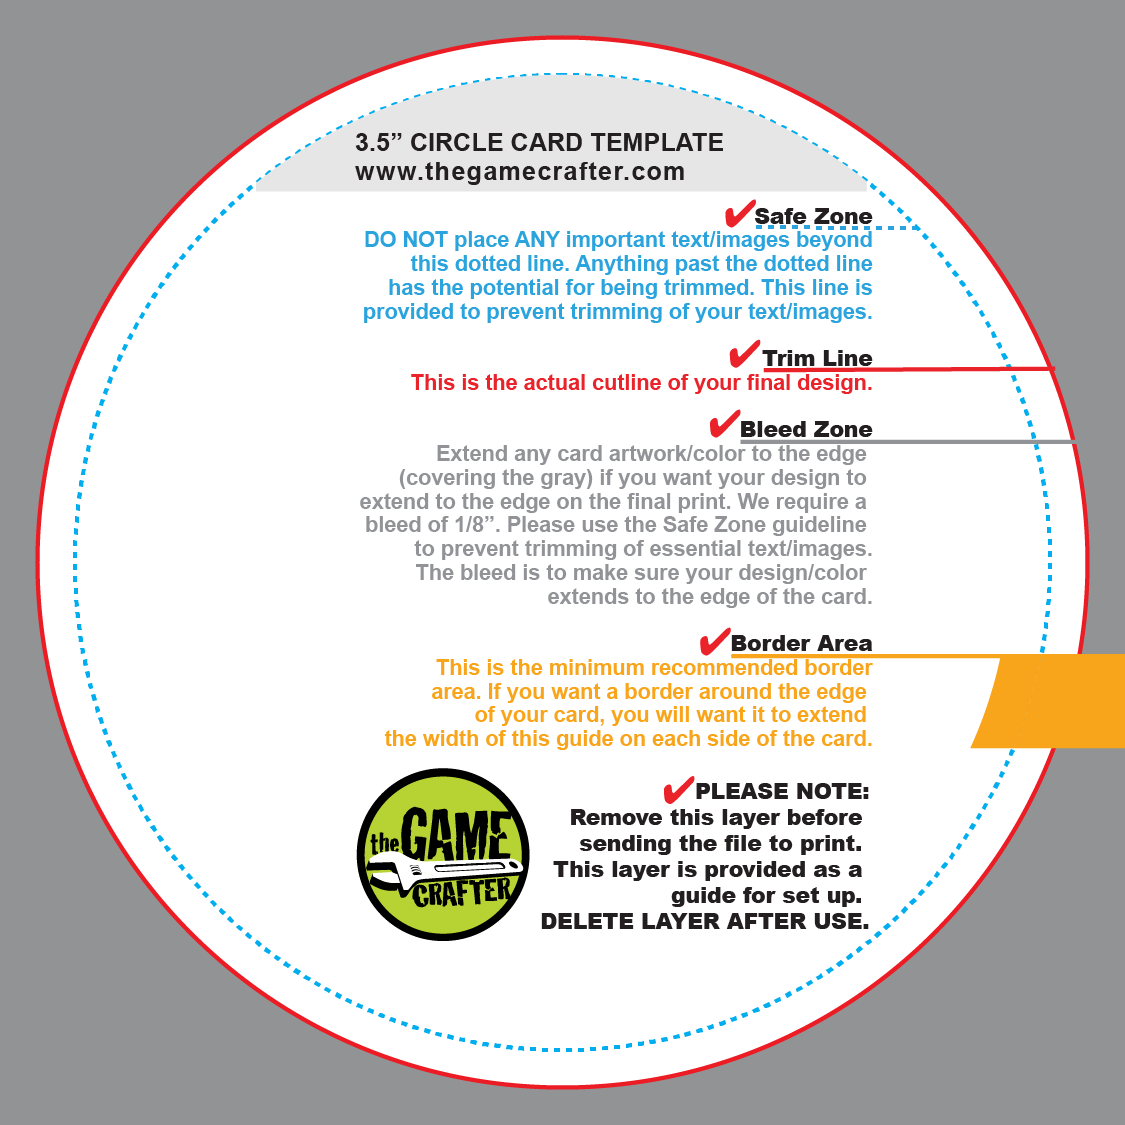 3.5” CIRCLE CARD TEMPLATE
www.thegamecrafter.com
Safe Zone
DO NOT place ANY important text/images beyond
this dotted line. Anything past the dotted line
has the potential for being trimmed. This line is
provided to prevent trimming of your text/images.
Trim Line
This is the actual cutline of your final design.
Bleed Zone
Extend any card artwork/color to the edge
(covering the gray) if you want your design to
extend to the edge on the final print. We require a
bleed of 1/8”. Please use the Safe Zone guideline
to prevent trimming of essential text/images.
The bleed is to make sure your design/color
extends to the edge of the card.
Border Area
This is the minimum recommended border
area. If you want a border around the edge
of your card, you will want it to extend
the width of this guide on each side of the card.
the GAME
CRAFTER
PLEASE NOTE:
Remove this layer before
sending the file to print.
This layer is provided as a
guide for set up.
DELETE LAYER AFTER USE.